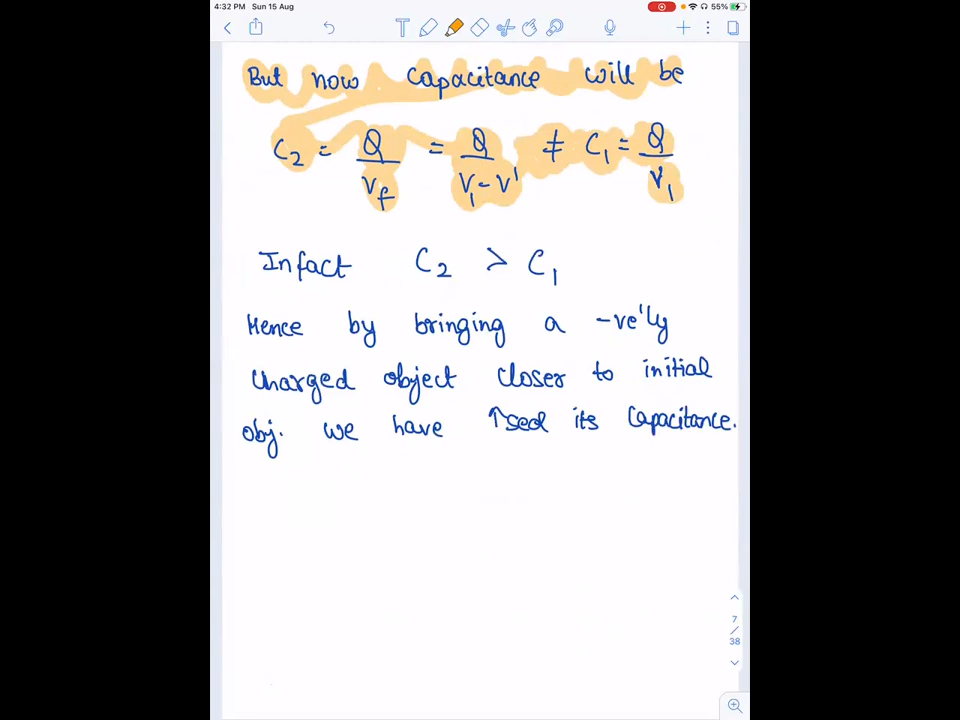 4:32 PM Sun 15 Aug 55%
But now capacitance will be
C₂ = Q/V_f = Q/(V₁ - V') ≠ C₁ = Q/V₁
Infact C₂ > C₁
Hence by bringing a -ve'ly
charged object closer to initial
obj. we have ↑sed its capacitance.
7
/
38